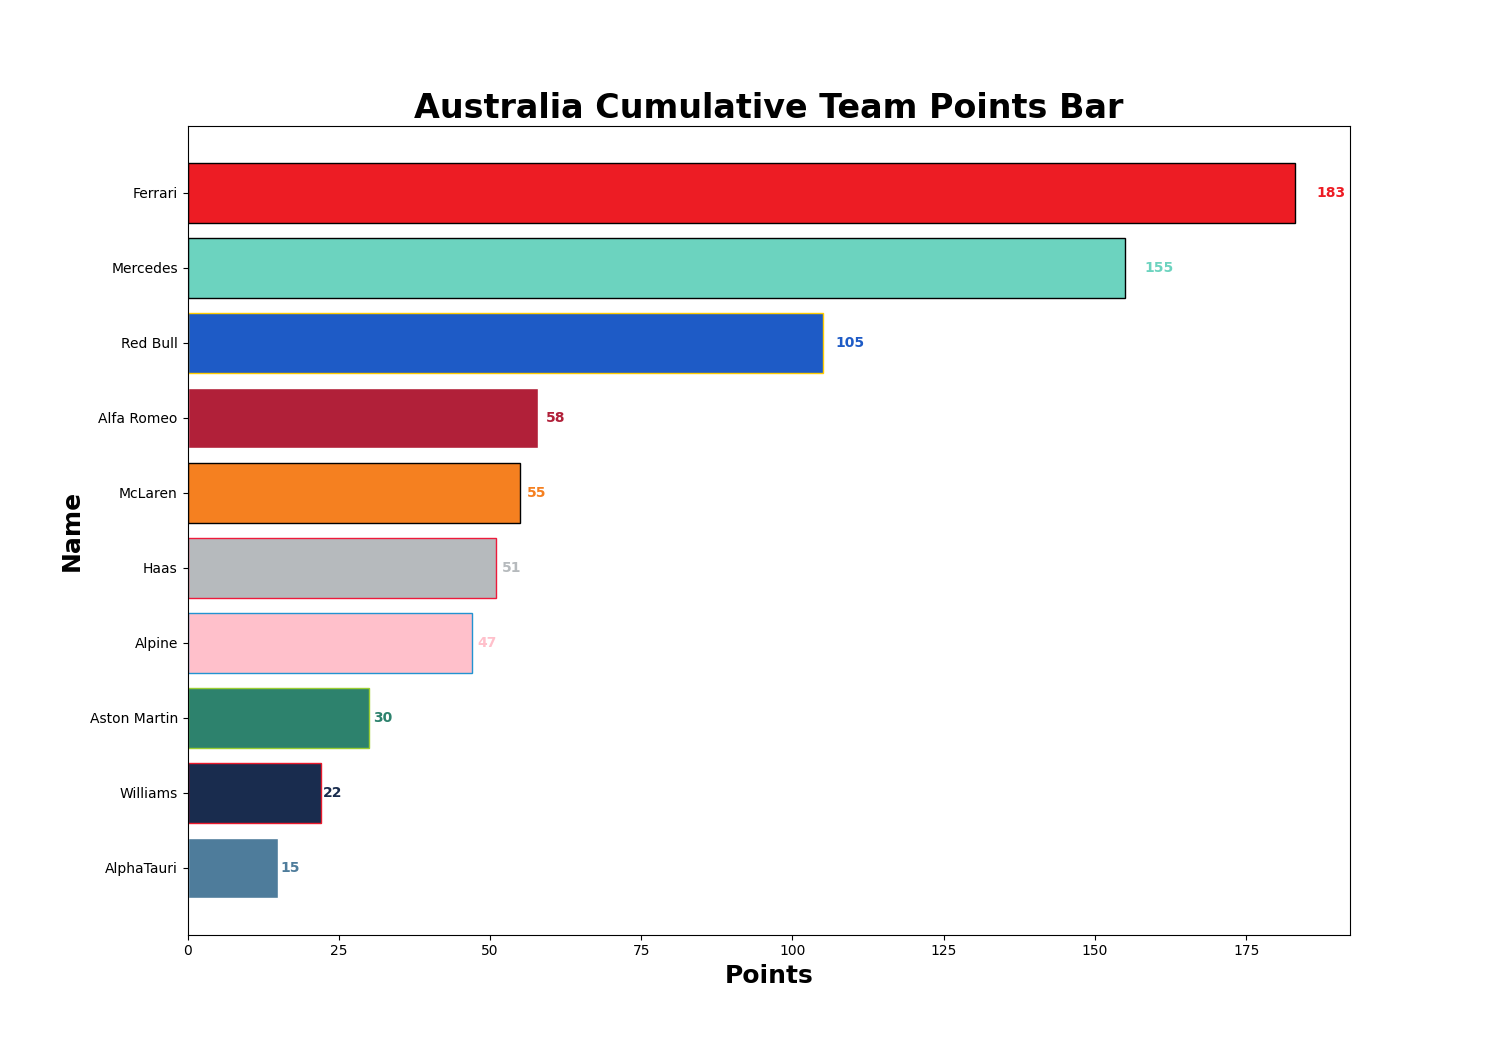 Australia Cumulative Team Points Bar
Ferrari 183
Mercedes 155
Red Bull 105
Alfa Romeo 58
McLaren 55
Haas 51
Alpine 47
Aston Martin 30
Williams 22
AlphaTauri 15
Name
0 25 50 75 100 125 150 175
Points